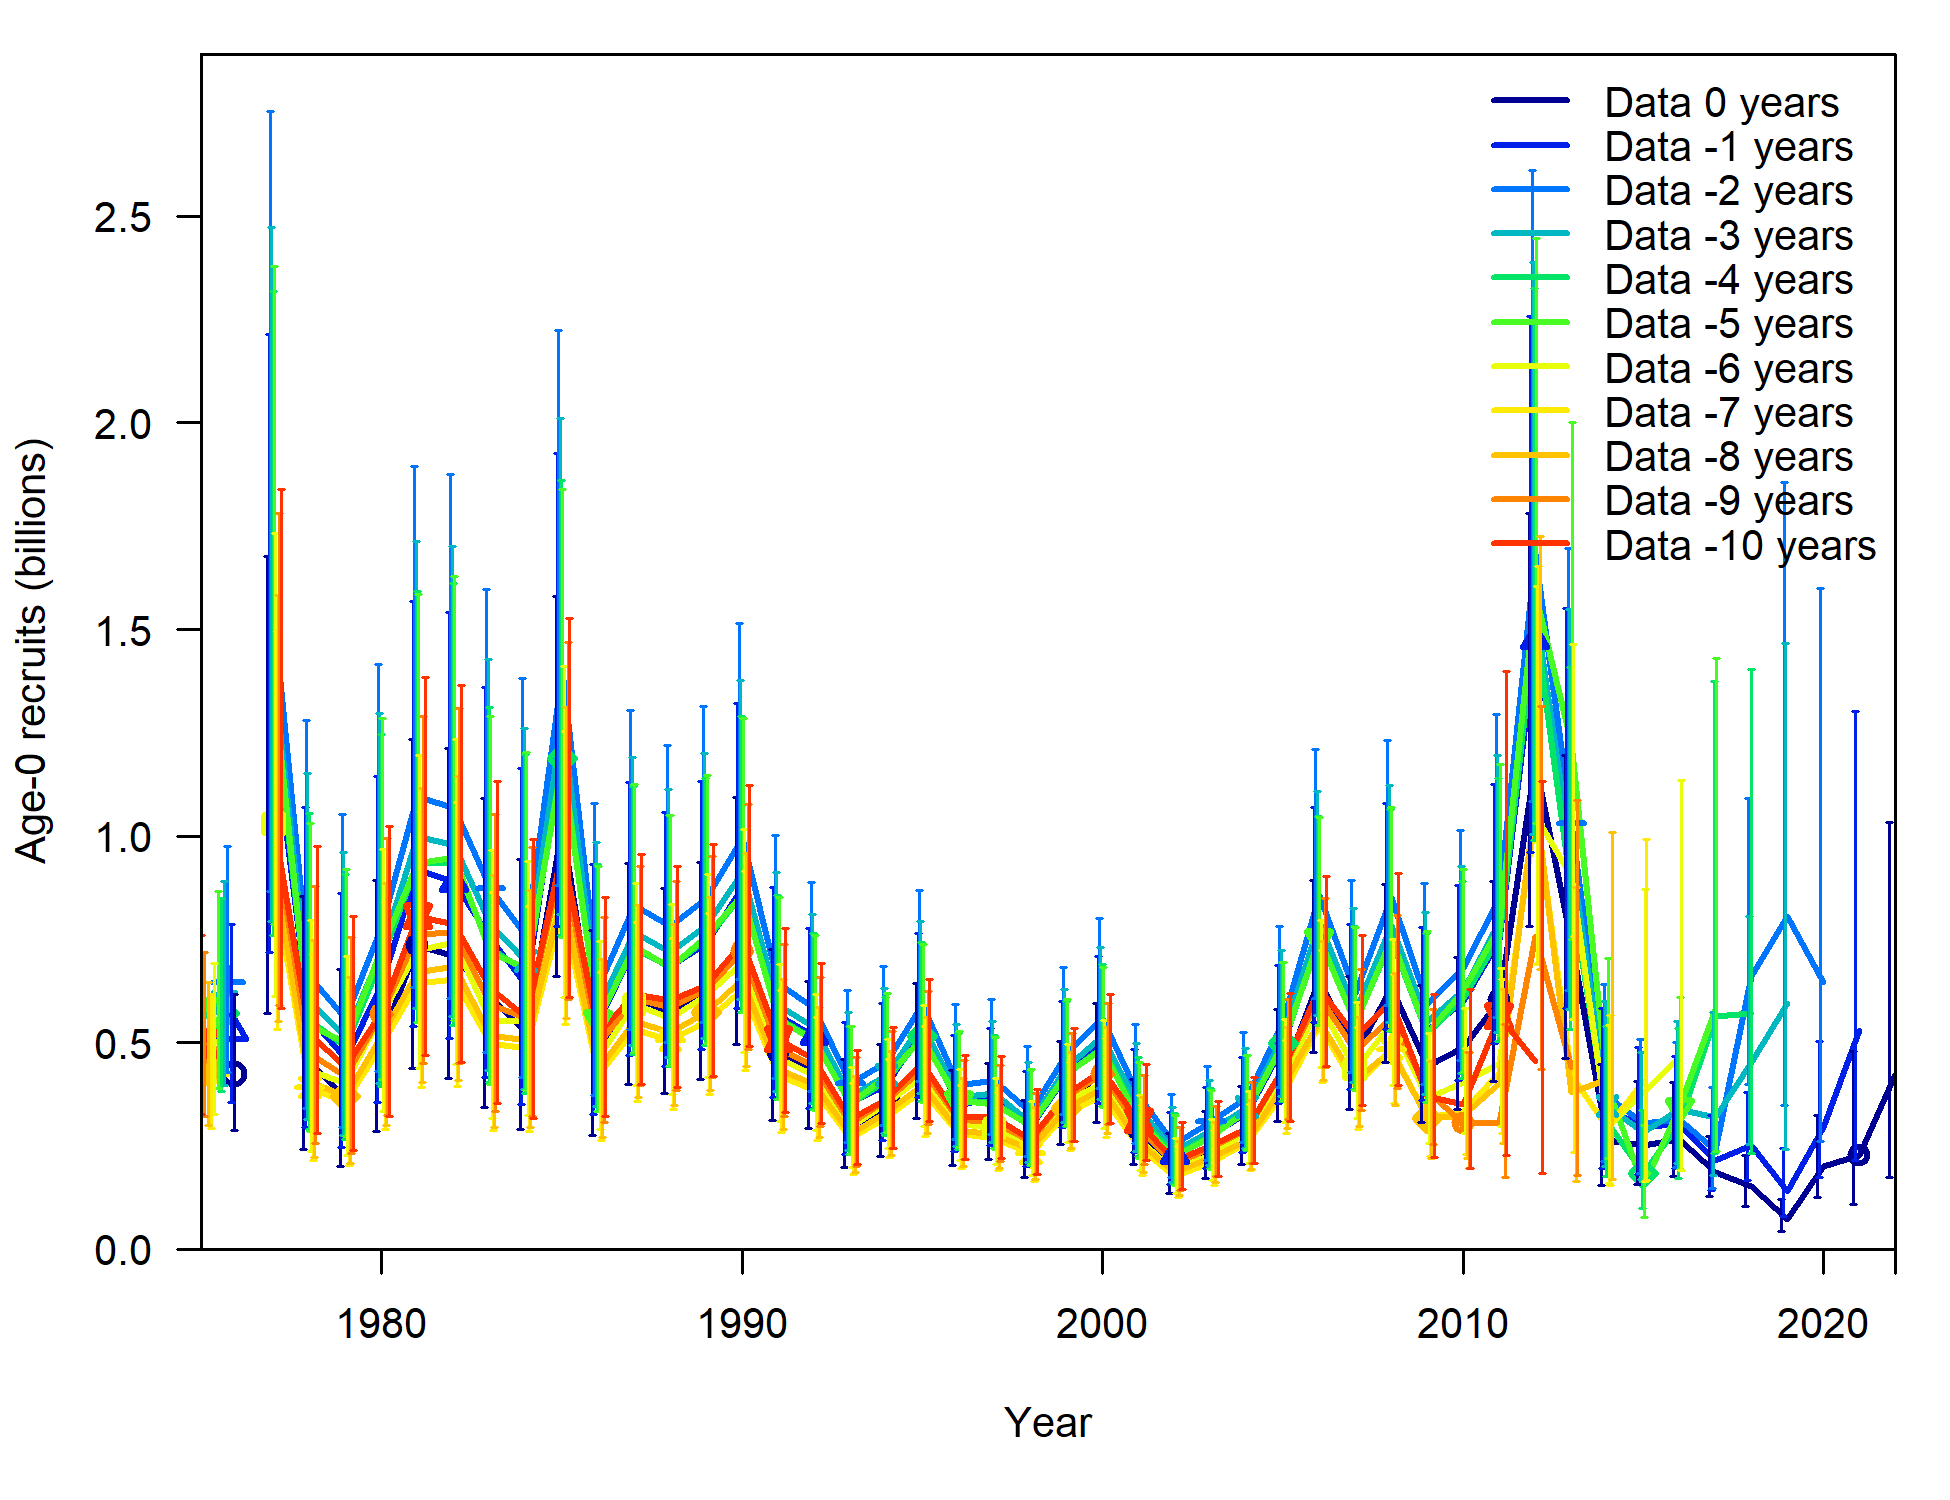 Data 0 years
Data -1 years
Data -2 years
Data -3 years
Data -4 years
Data -5 years
Data -6 years
Data -7 years
Data -8 years
Data -9 years
Data -10 years
Age-0 recruits (billions)
2.5
2.0
1.5
1.0
0.5
0.0
1980 1990 2000 2010 2020
Year